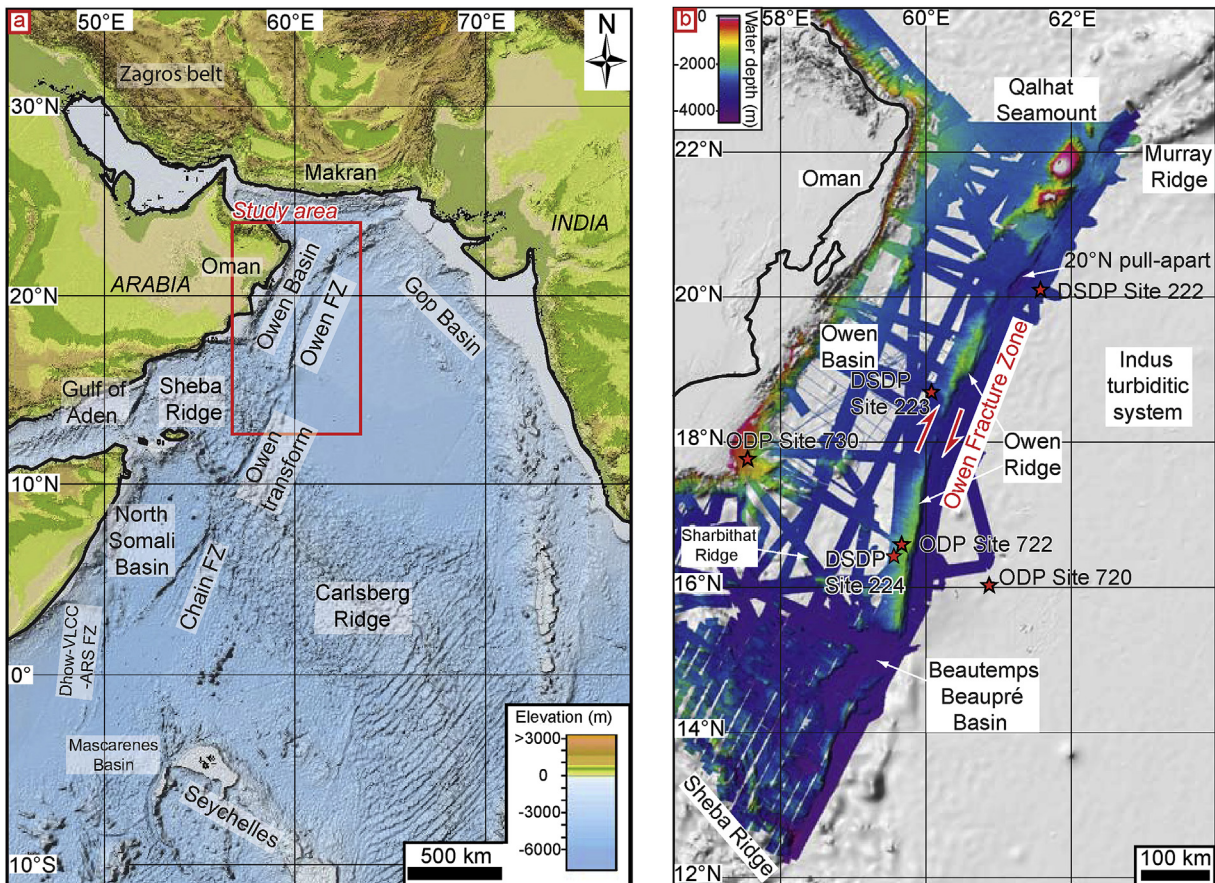 a
50°E
60°E
70°E
N
Zagros belt
30°N
Makran
Study area
INDIA
Oman
ARABIA
Owen Basin
Owen FZ
20°N
Gop Basin
Gulf of
Aden
Sheba
Ridge
Owen
transform
10°N
North
Somali
Basin
Chain FZ
Carlsberg
Ridge
Dhow-VLCC
-ARS FZ
0°
Mascarenes
Basin
Seychelles
Elevation (m)
>3000
0
-3000
-6000
10°S
500 km
b
0
-2000
-4000
Water depth (m)
58°E
60°E
62°E
Qalhat
Seamount
22°N
Murray
Ridge
Oman
20°N pull-apart
20°N
DSDP Site 222
Owen
Basin
Owen Fracture Zone
Indus
turbiditic
system
DSDP
Site 223
18°N
ODP Site 730
Owen
Ridge
Sharbithat
Ridge
DSDP
Site 224
ODP Site 722
16°N
ODP Site 720
Beautemps
Beaupré
Basin
14°N
Sheba Ridge
12°N
100 km